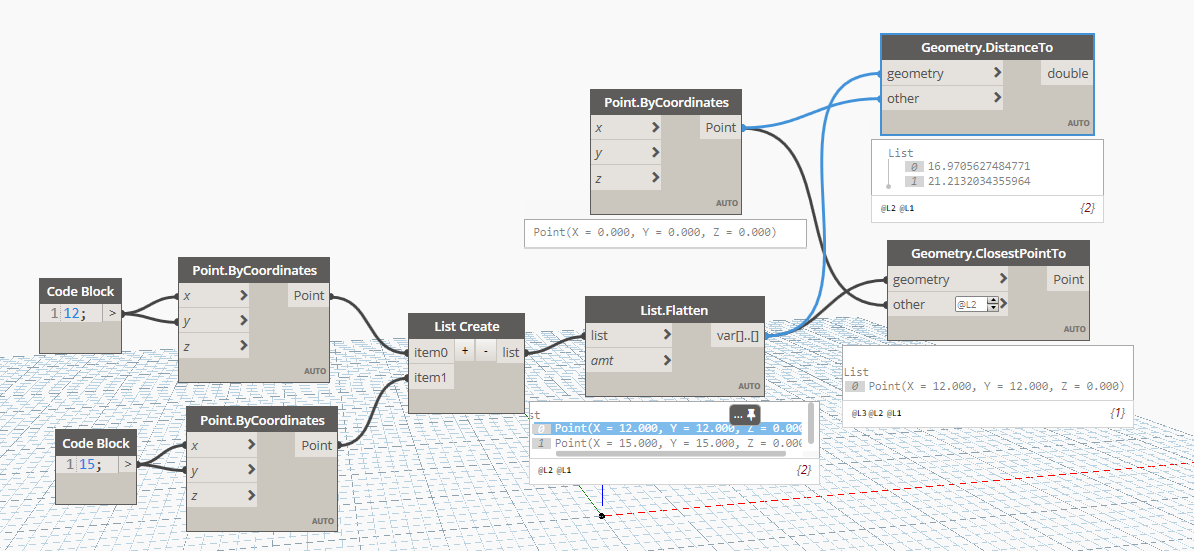 Geometry.DistanceTo
geometry > double
other >
AUTO
List
0 16.9705627484771
1 21.2132034355964
@L2 @L1 {2}
Point.ByCoordinates
x > Point
y >
z >
AUTO
Point(X = 0.000, Y = 0.000, Z = 0.000)
Geometry.ClosestPointTo
geometry > Point
other @L2 >
AUTO
List
0 Point(X = 12.000, Y = 12.000, Z = 0.000)
@L3 @L2 @L1 {1}
Code Block
1 12; >
Point.ByCoordinates
x > Point
y >
z >
AUTO
List Create
item0 + - list
item1
AUTO
List.Flatten
list > var[]..[]
amt >
AUTO
st
...
0 Point(X = 12.000, Y = 12.000, Z = 0.000
1 Point(X = 15.000, Y = 15.000, Z = 0.000
@L2 @L1 {2}
Code Block
1 15; >
Point.ByCoordinates
x > Point
y >
z >
AUTO